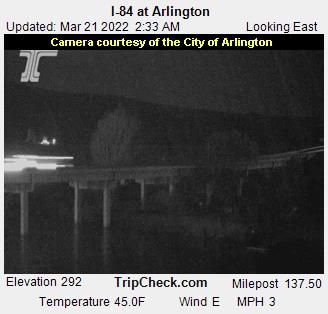 I-84 at Arlington
Updated: Mar 21 2022 2:33 AM Looking East
Camera courtesy of the City of Arlington
Elevation 292 TripCheck.com Milepost 137.50
Temperature 45.0F Wind E MPH 3